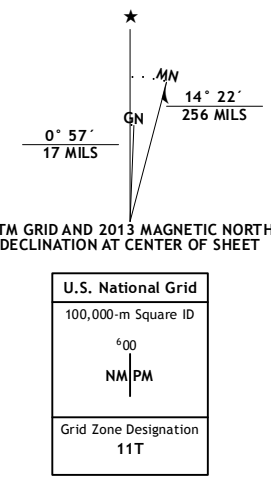 ★
MN
GN
14° 22´
256 MILS
0° 57´
17 MILS
TM GRID AND 2013 MAGNETIC NORTH
DECLINATION AT CENTER OF SHEET
U.S. National Grid
100,000-m Square ID
⁶00
NM PM
Grid Zone Designation
11T